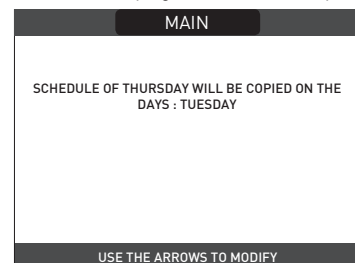 MAIN
SCHEDULE OF THURSDAY WILL BE COPIED ON THE
DAYS : TUESDAY
USE THE ARROWS TO MODIFY